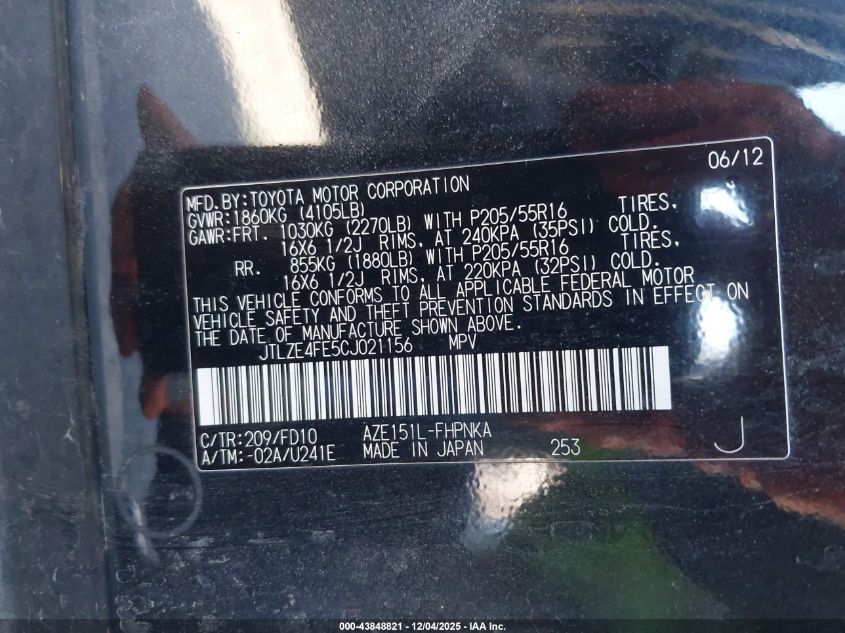 06/12
MFD.BY:TOYOTA MOTOR CORPORATION
GVWR:1860KG (4105LB)
GAWR:FRT. 1030KG (2270LB) WITH P205/55R16 TIRES,
16X6 1/2J RIMS, AT 240KPA (35PSI) COLD.
RR. 855KG (1880LB) WITH P205/55R16 TIRES,
16X6 1/2J RIMS, AT 220KPA (32PSI) COLD.
THIS VEHICLE CONFORMS TO ALL APPLICABLE FEDERAL MOTOR
VEHICLE SAFETY AND THEFT PREVENTION STANDARDS IN EFFECT ON
THE DATE OF MANUFACTURE SHOWN ABOVE.
JTLZE4FE5CJ021156 MPV
C/TR:209/FD10 AZE151L-FHPNKA
A/TM:-02A/U241E MADE IN JAPAN 253 J
000-43848821 - 12/04/2025 - IAA Inc.